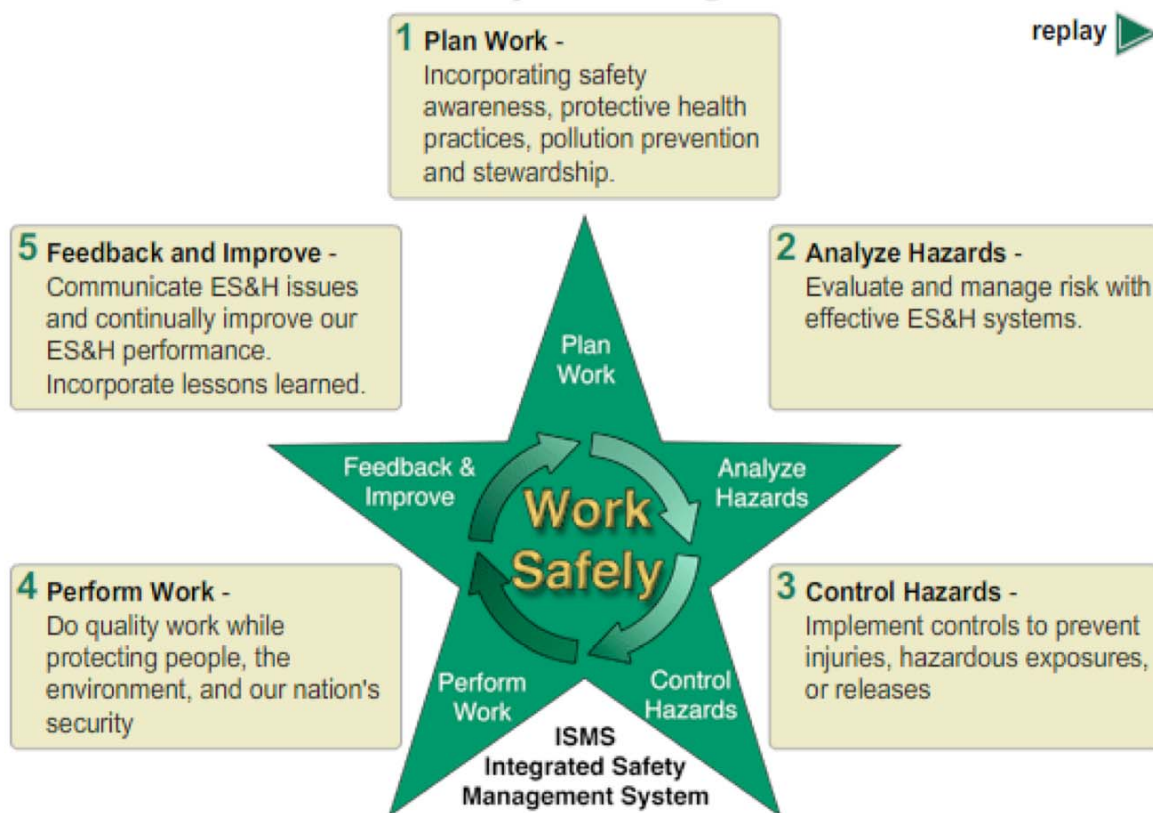 replay
1 Plan Work -
Incorporating safety
awareness, protective health
practices, pollution prevention
and stewardship.
5 Feedback and Improve -
Communicate ES&H issues
and continually improve our
ES&H performance.
Incorporate lessons learned.
2 Analyze Hazards -
Evaluate and manage risk with
effective ES&H systems.
Plan
Work
Feedback &
Improve
Analyze
Hazards
Work
Safely
4 Perform Work -
Do quality work while
protecting people, the
environment, and our nation's
security
3 Control Hazards -
Implement controls to prevent
injuries, hazardous exposures,
or releases
Perform
Work
Control
Hazards
ISMS
Integrated Safety
Management System